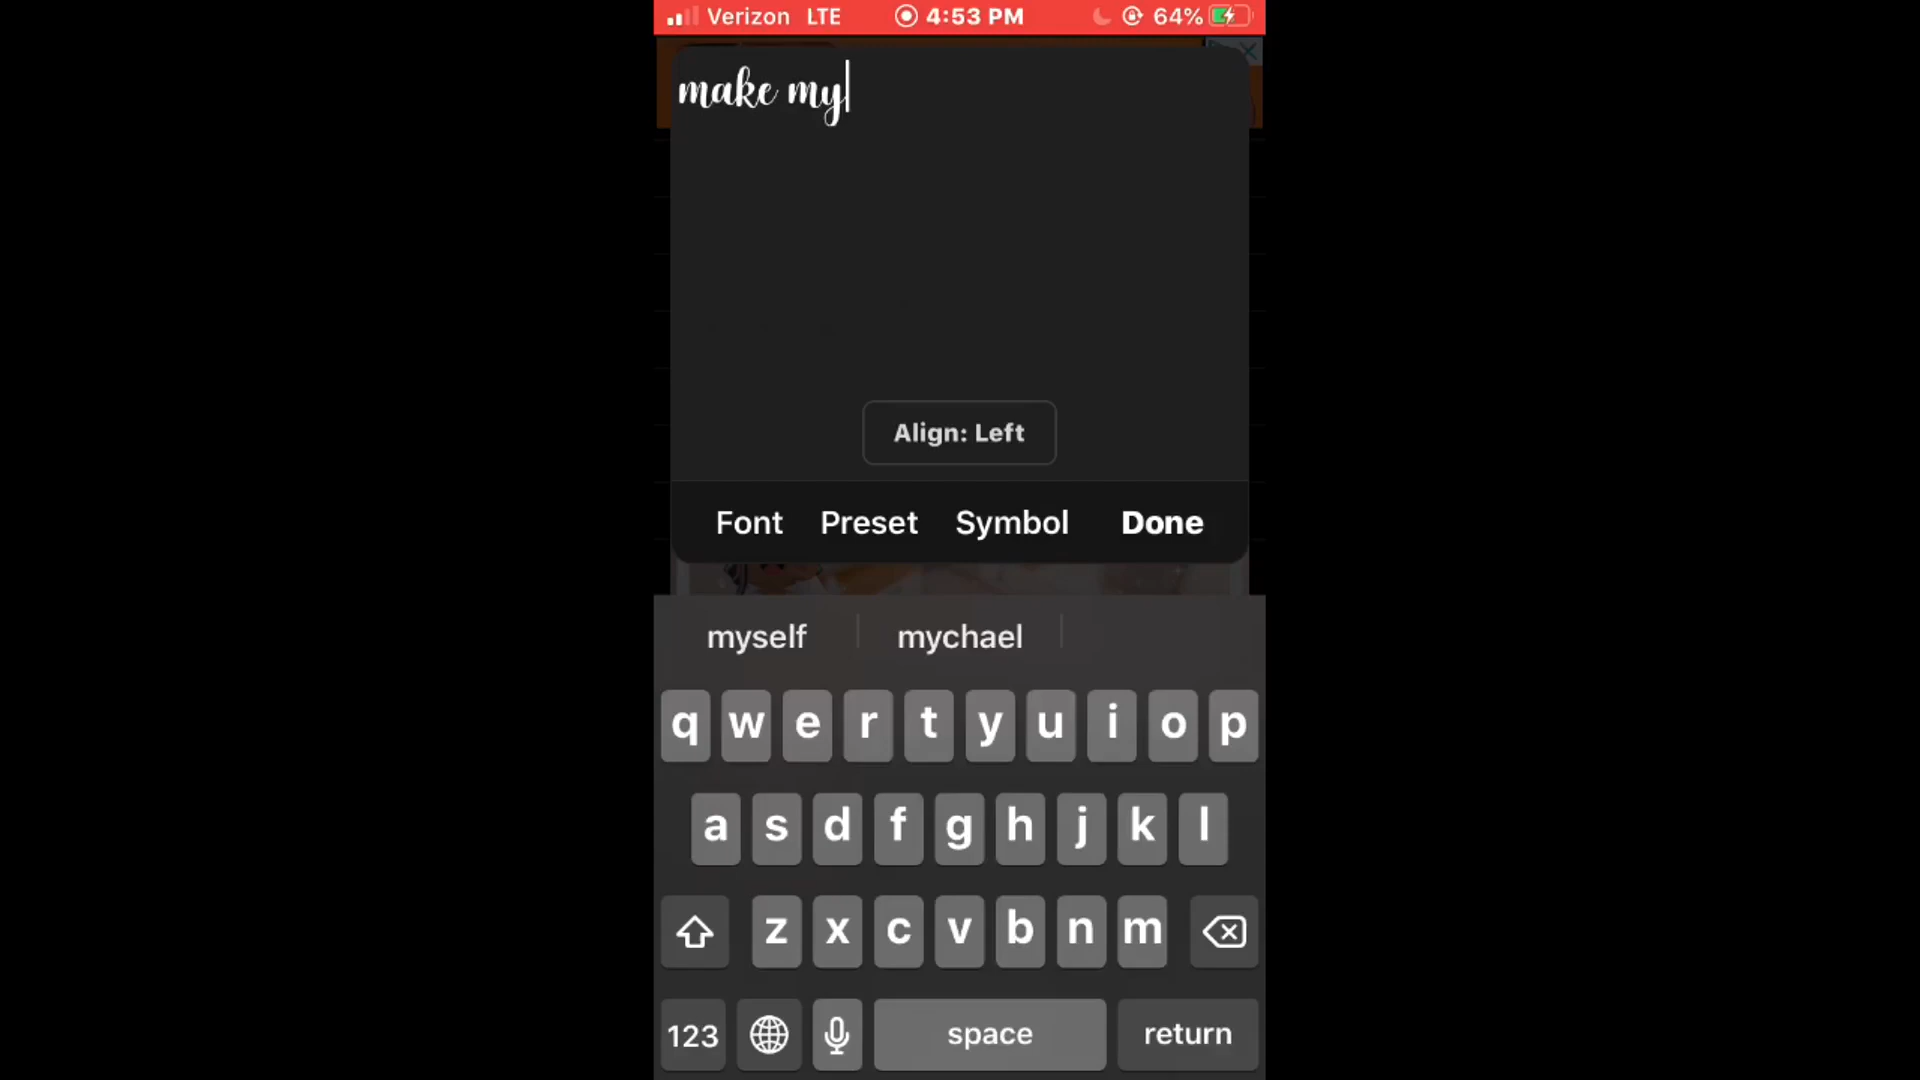 Verizon LTE 4:53 PM 64%
make my
Align: Left
Font Preset Symbol Done
myself mychael
q w e r t y u i o p
a s d f g h j k l
z x c v b n m
123 space return